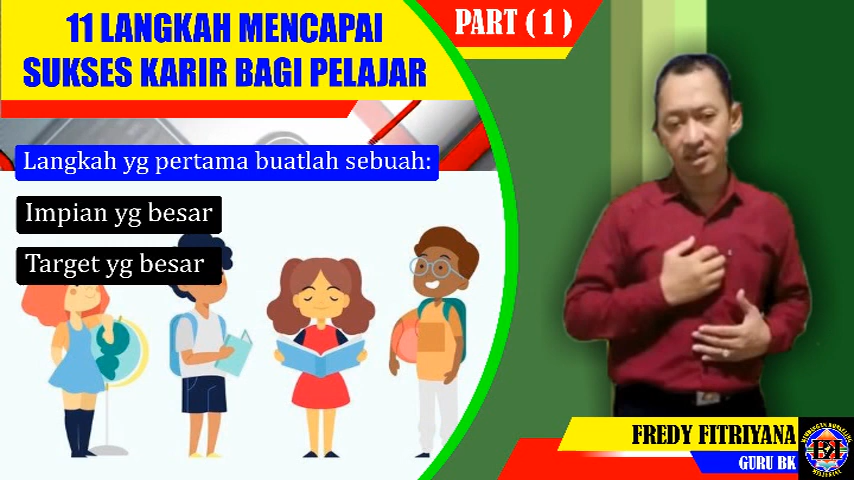 11 LANGKAH MENCAPAI
SUKSES KARIR BAGI PELAJAR
PART ( 1 )
Langkah yg pertama buatlah sebuah:
Impian yg besar
Target yg besar
FREDY FITRIYANA
GURU BK